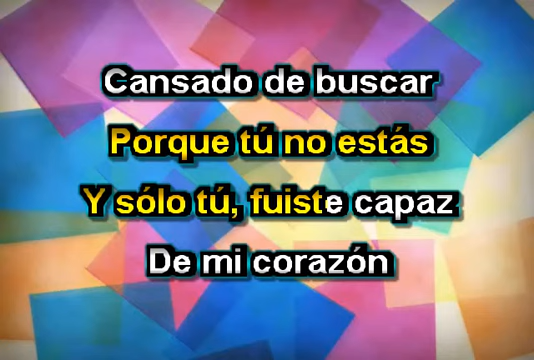 Cansado de buscar
Porque tú no estás
Y sólo tú, fuiste capaz
De mi corazón